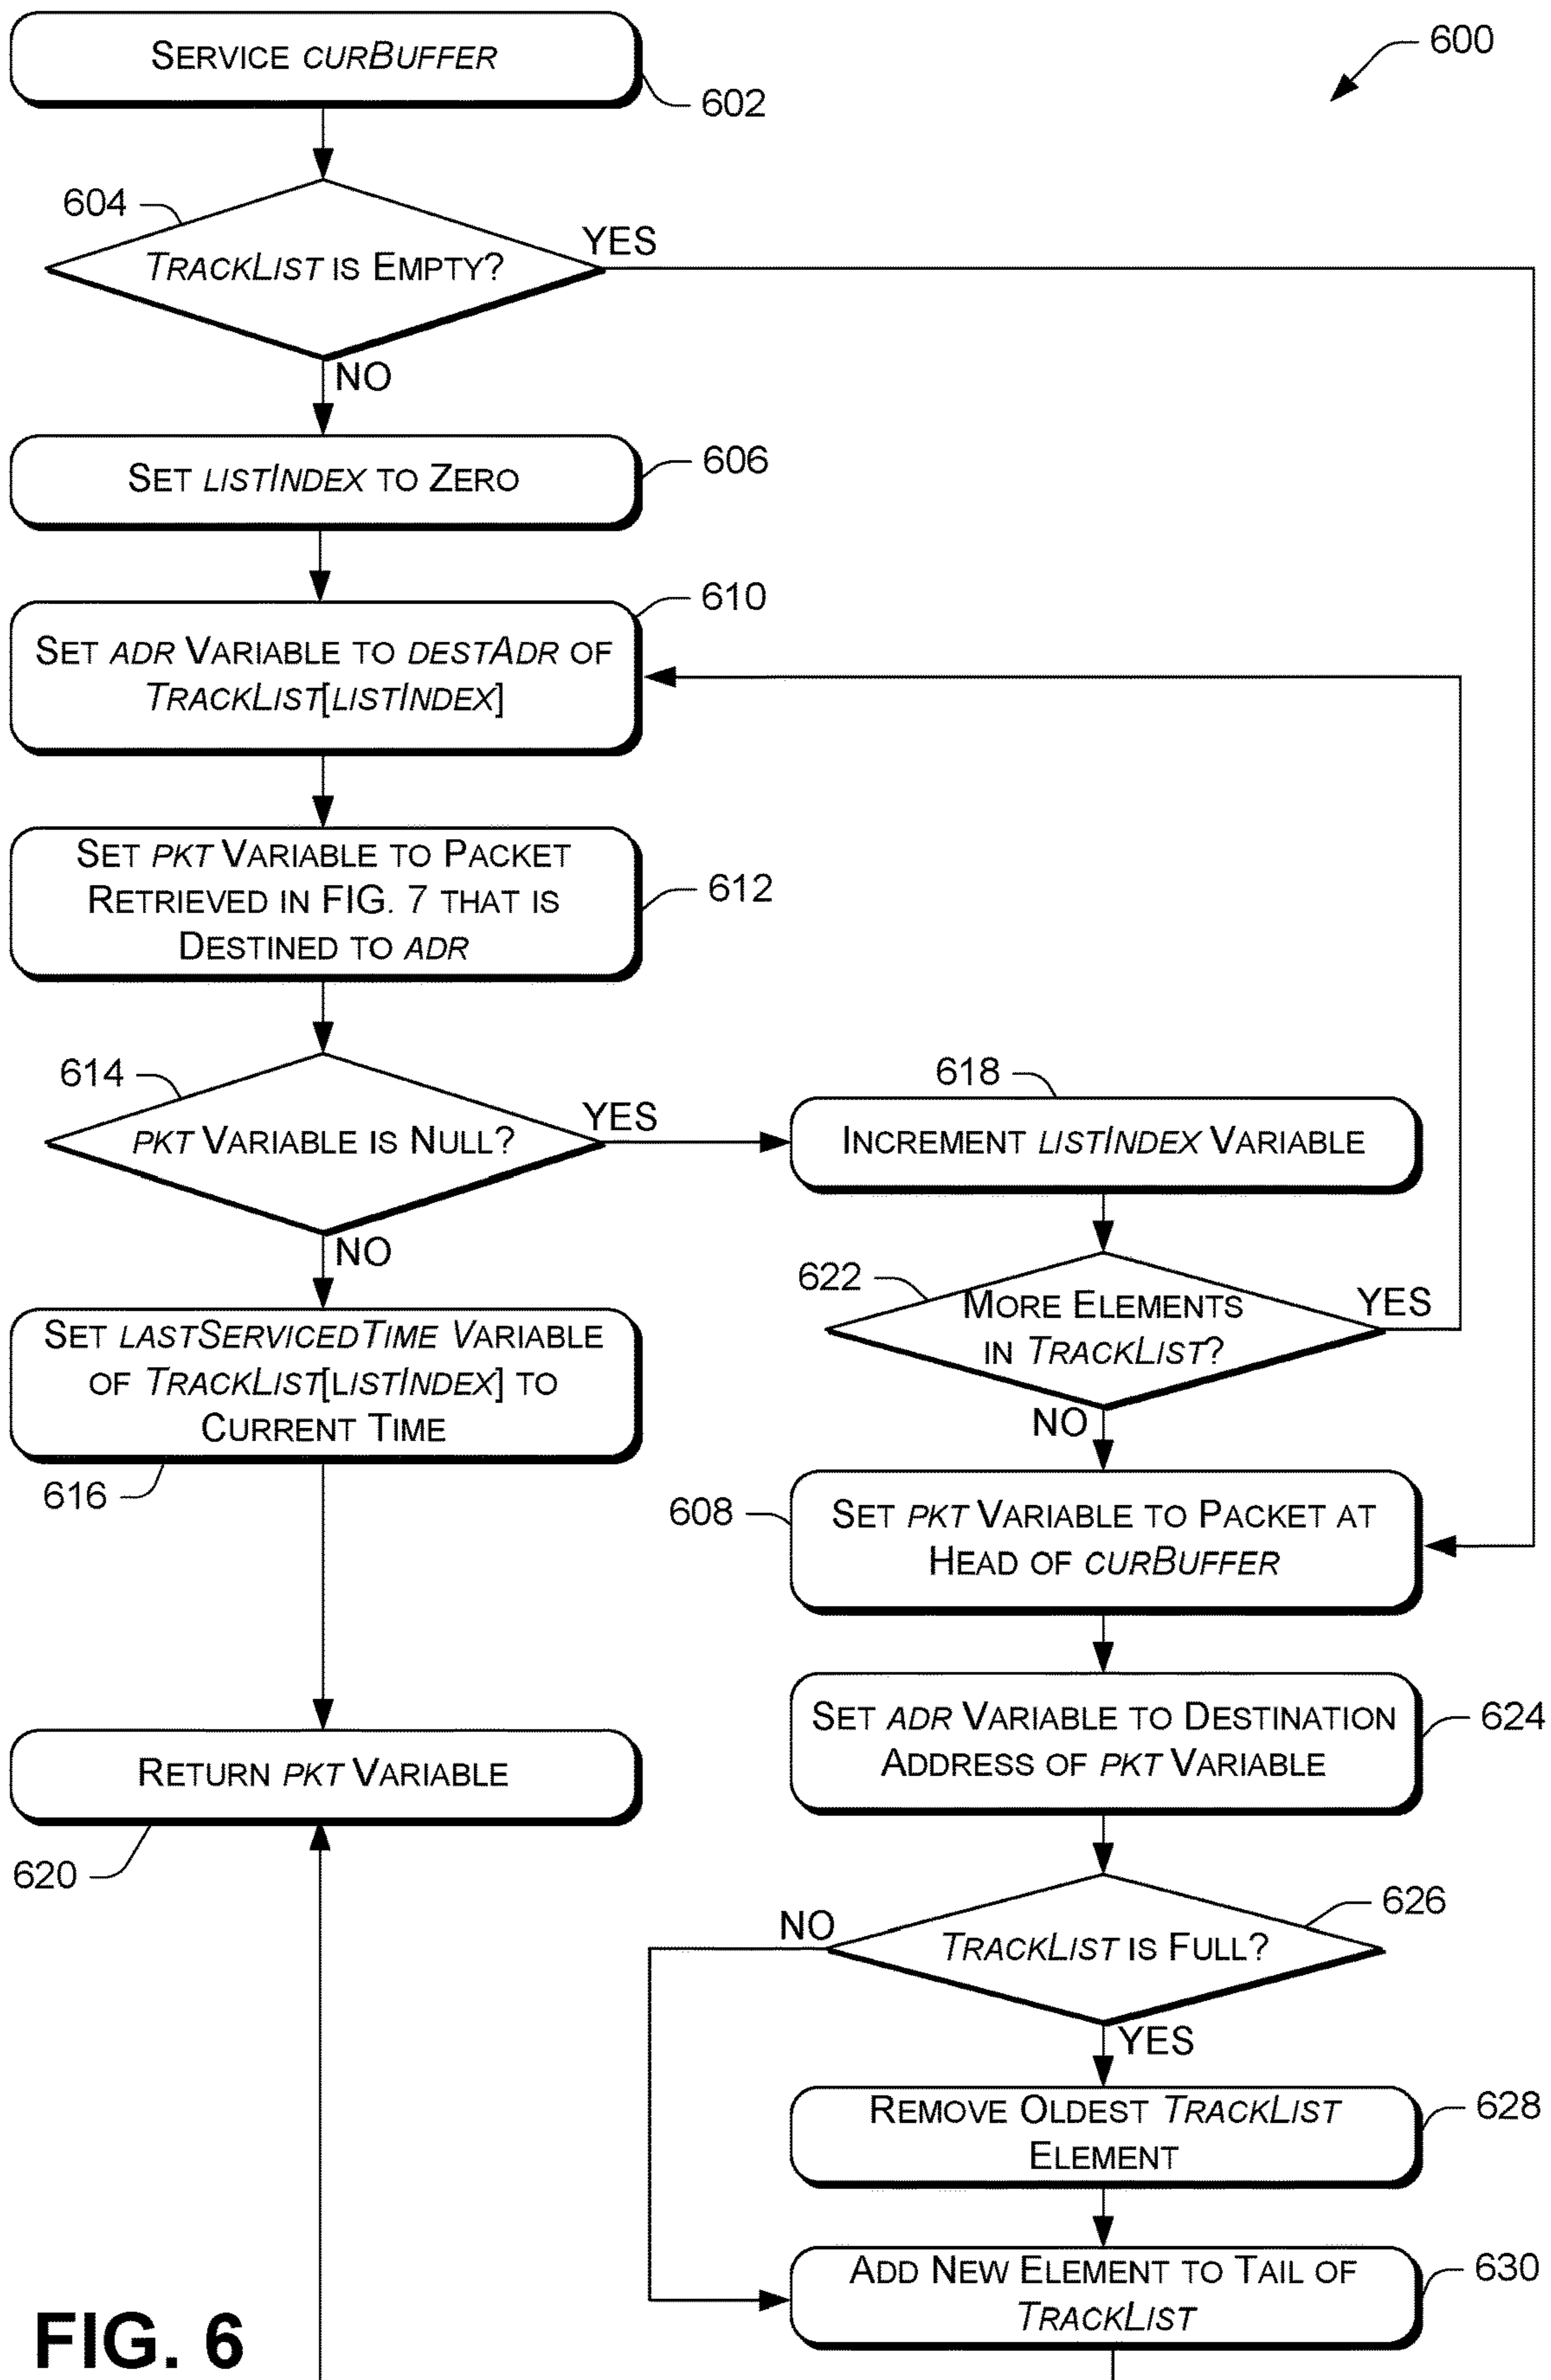 600
SERVICE CURBUFFER
602
604
TRACKLIST IS EMPTY?
YES
NO
SET LISTINDEX TO ZERO
606
610
SET ADR VARIABLE TO DESTADR OF
TRACKLIST[LISTINDEX]
SET PKT VARIABLE TO PACKET
RETRIEVED IN FIG. 7 THAT IS
DESTINED TO ADR
612
614
PKT VARIABLE IS NULL?
YES
NO
618
INCREMENT LISTINDEX VARIABLE
622
MORE ELEMENTS
IN TRACKLIST?
YES
NO
SET LASTSERVICEDTIME VARIABLE
OF TRACKLIST[LISTINDEX] TO
CURRENT TIME
616
608
SET PKT VARIABLE TO PACKET AT
HEAD OF CURBUFFER
SET ADR VARIABLE TO DESTINATION
ADDRESS OF PKT VARIABLE
624
RETURN PKT VARIABLE
620
626
TRACKLIST IS FULL?
NO
YES
REMOVE OLDEST TRACKLIST
ELEMENT
628
ADD NEW ELEMENT TO TAIL OF
TRACKLIST
630
FIG. 6